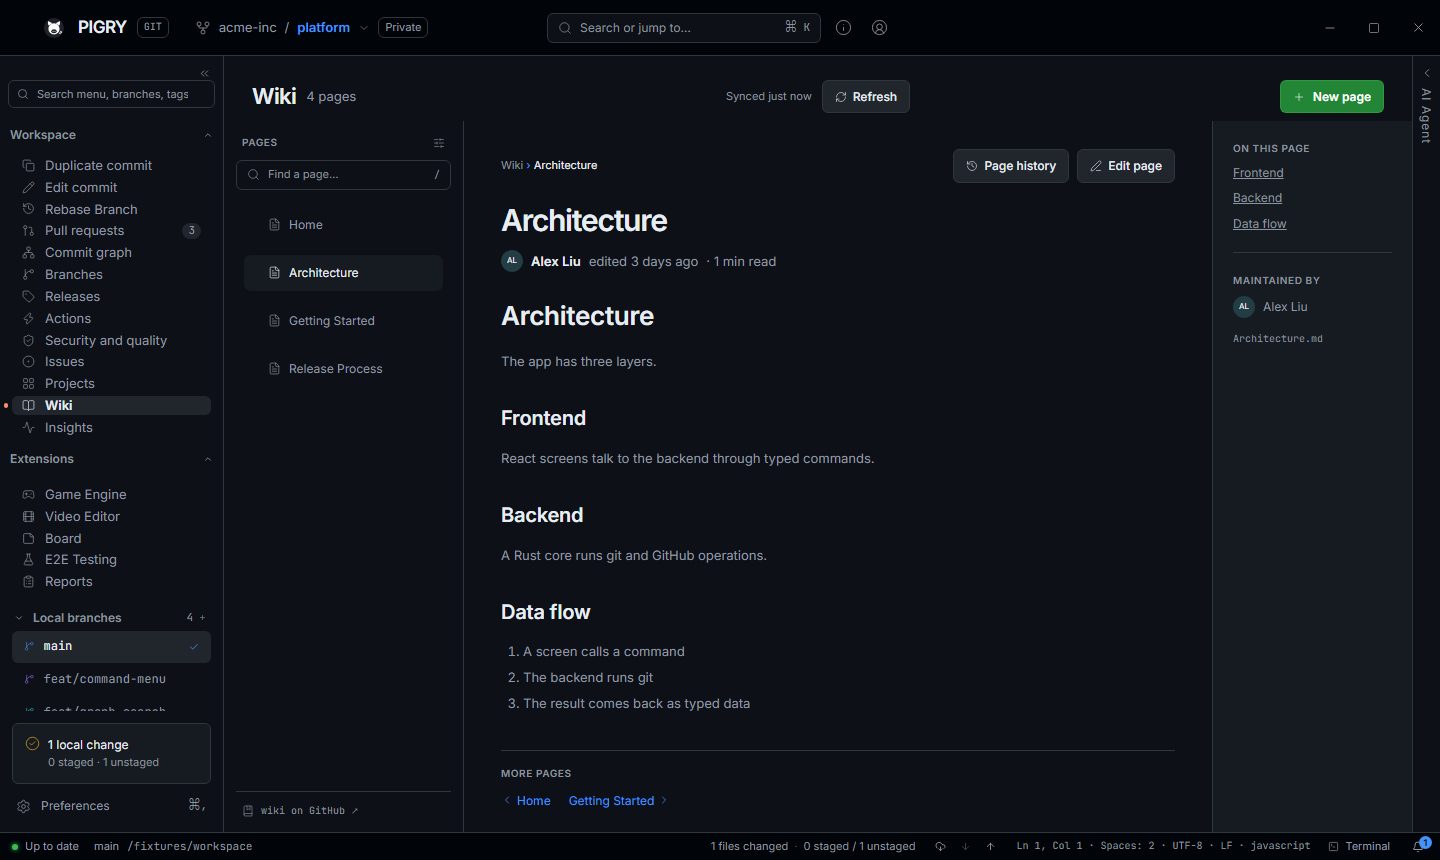 PIGRY GIT acme-inc / platform Private Search or jump to... ⌘ K
Search menu, branches, tags
Workspace
Duplicate commit
Edit commit
Rebase Branch
Pull requests 3
Commit graph
Branches
Releases
Actions
Security and quality
Issues
Projects
Wiki
Insights
Extensions
Game Engine
Video Editor
Board
E2E Testing
Reports
Local branches 4 +
main
feat/command-menu
1 local change
0 staged · 1 unstaged
Preferences ⌘,
Wiki 4 pages Synced just now Refresh + New page
PAGES
Find a page... /
Home
Architecture
Getting Started
Release Process
wiki on GitHub ↗
Wiki › Architecture Page history Edit page
Architecture
AL Alex Liu edited 3 days ago · 1 min read
Architecture
The app has three layers.
Frontend
React screens talk to the backend through typed commands.
Backend
A Rust core runs git and GitHub operations.
Data flow
1. A screen calls a command
2. The backend runs git
3. The result comes back as typed data
MORE PAGES
‹ Home Getting Started ›
ON THIS PAGE
Frontend
Backend
Data flow
MAINTAINED BY
AL Alex Liu
Architecture.md
AI Agent
Up to date main /fixtures/workspace 1 files changed · 0 staged / 1 unstaged Ln 1, Col 1 · Spaces: 2 · UTF-8 · LF · javascript Terminal 1